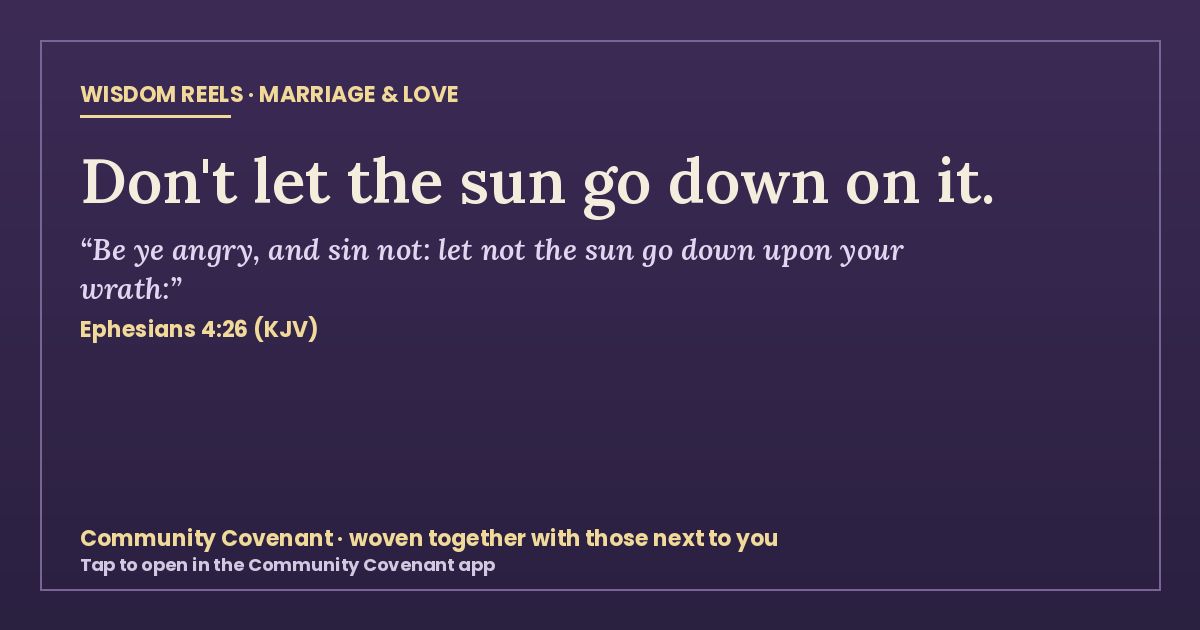 WISDOM REELS · MARRIAGE & LOVE
Don't let the sun go down on it.
“Be ye angry, and sin not: let not the sun go down upon your
wrath:”
Ephesians 4:26 (KJV)
Community Covenant · woven together with those next to you
Tap to open in the Community Covenant app